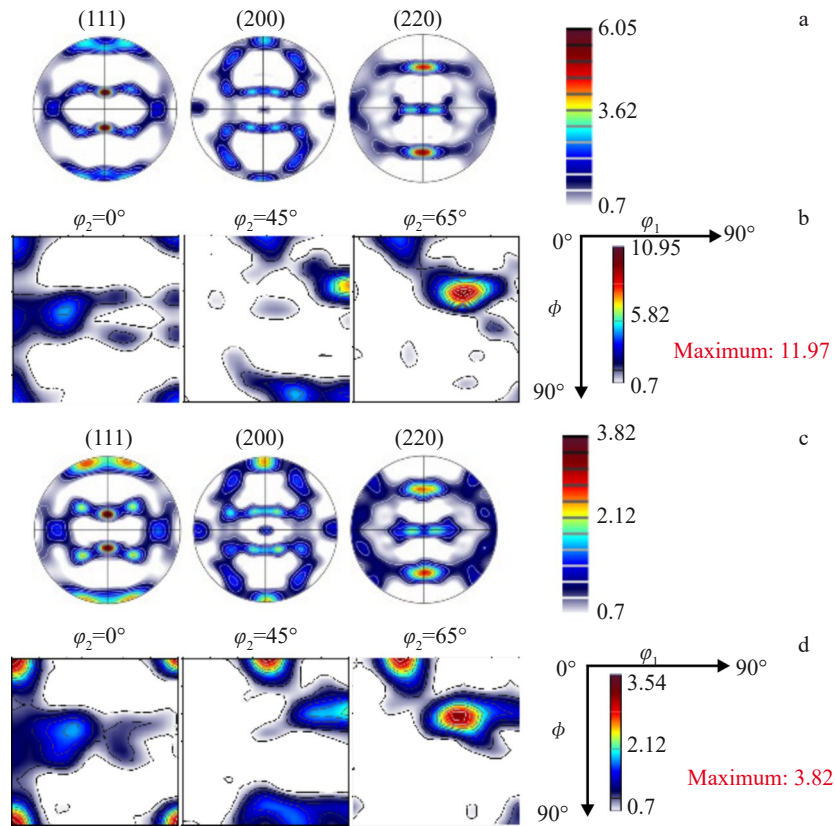 (111) (200) (220) a
6.05
3.62
0.7
φ₂=0° φ₂=45° φ₂=65° b
0° φ₁ 90°
10.95
5.82
ϕ
Maximum: 11.97
0.7
90°
(111) (200) (220) c
3.82
2.12
0.7
φ₂=0° φ₂=45° φ₂=65° d
0° φ₁ 90°
3.54
2.12
ϕ
Maximum: 3.82
0.7
90°